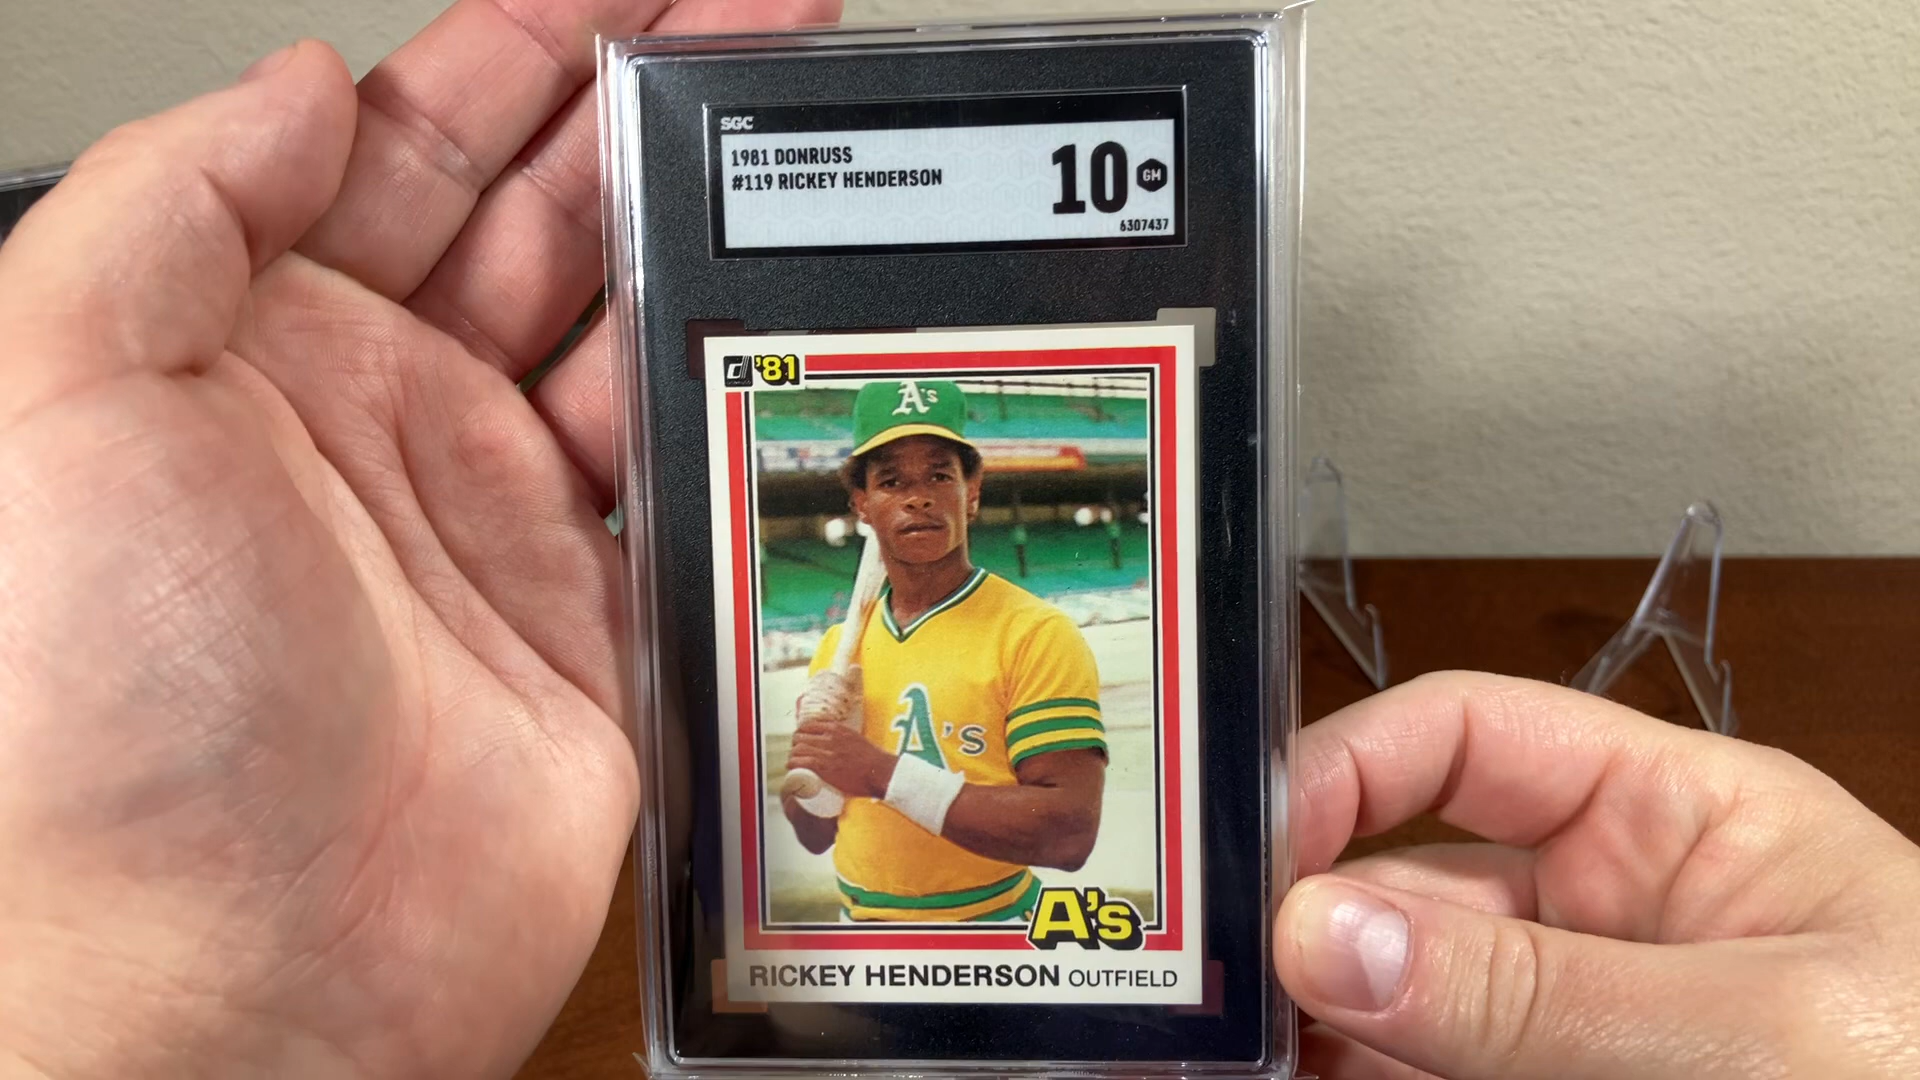 SGC
1981 DONRUSS
#119 RICKEY HENDERSON
10 GM
6307437
'81
A's
A's
A's
RICKEY HENDERSON OUTFIELD